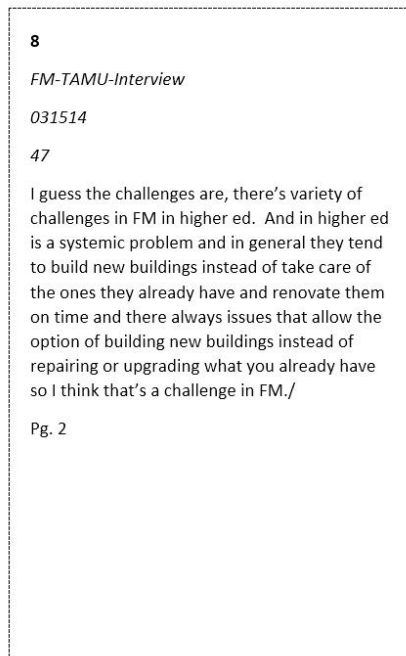 8
FM-TAMU-Interview
031514
47
I guess the challenges are, there's variety of
challenges in FM in higher ed.  And in higher ed
is a systemic problem and in general they tend
to build new buildings instead of take care of
the ones they already have and renovate them
on time and there always issues that allow the
option of building new buildings instead of
repairing or upgrading what you already have
so I think that's a challenge in FM./
Pg. 2